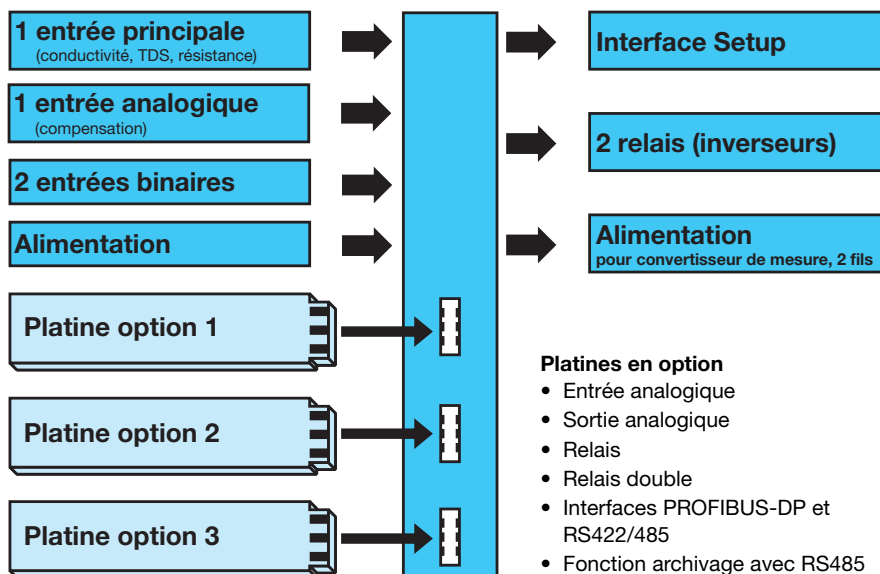 1 entrée principale
(conductivité, TDS, résistance)
1 entrée analogique
(compensation)
2 entrées binaires
Alimentation
Platine option 1
Platine option 2
Platine option 3
Interface Setup
2 relais (inverseurs)
Alimentation
pour convertisseur de mesure, 2 fils
Platines en option
• Entrée analogique
• Sortie analogique
• Relais
• Relais double
• Interfaces PROFIBUS-DP et
RS422/485
• Fonction archivage avec RS485